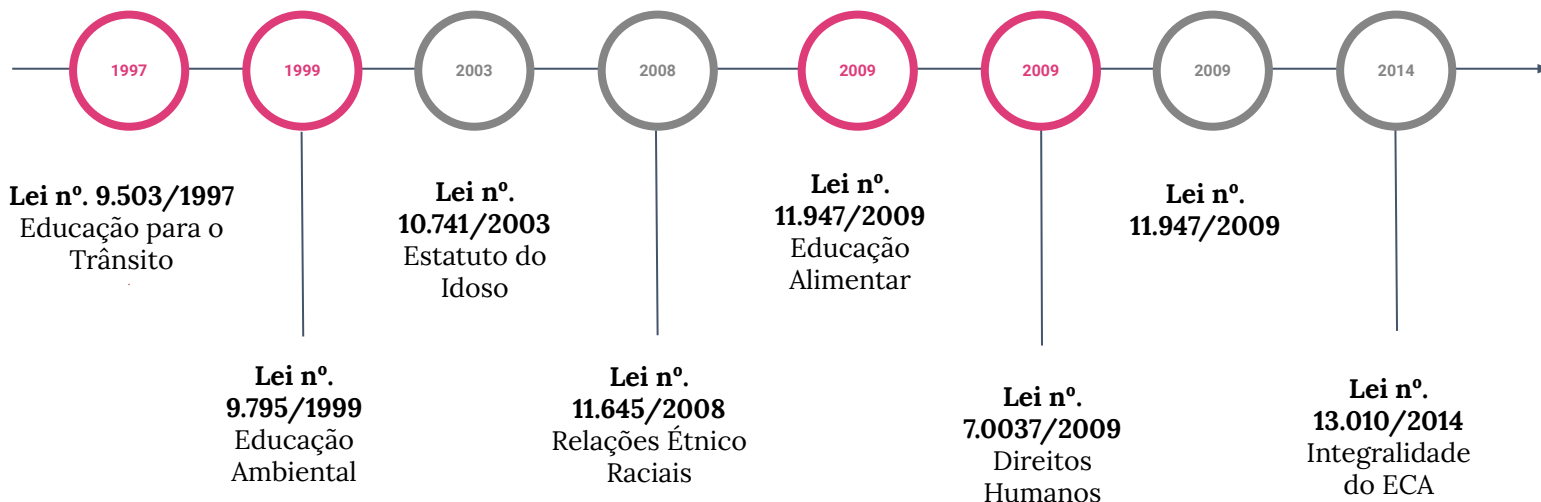 1997
1999
2003
2008
2009
2009
2009
2014
Lei nº. 9.503/1997
Educação para o
Trânsito
Lei nº.
9.795/1999
Educação
Ambiental
Lei nº.
10.741/2003
Estatuto do
Idoso
Lei nº.
11.645/2008
Relações Étnico
Raciais
Lei nº.
11.947/2009
Educação
Alimentar
Lei nº.
7.0037/2009
Direitos
Humanos
Lei nº.
11.947/2009
Lei nº.
13.010/2014
Integralidade
do ECA